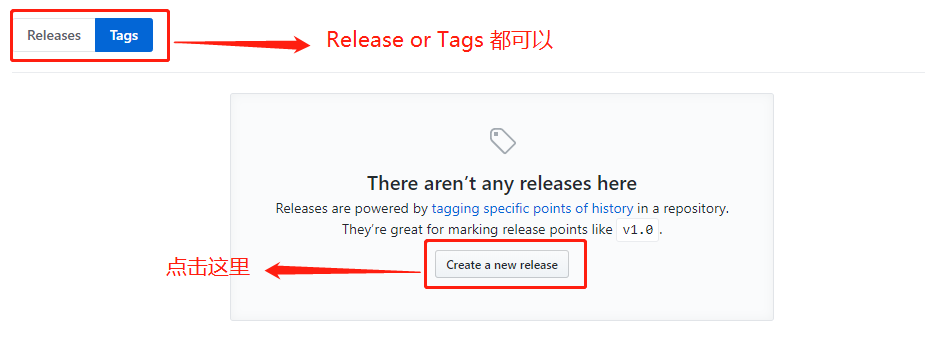 Releases Tags
Release or Tags 都可以
There aren’t any releases here
Releases are powered by tagging specific points of history in a repository.
They’re great for marking release points like v1.0.
点击这里
Create a new release